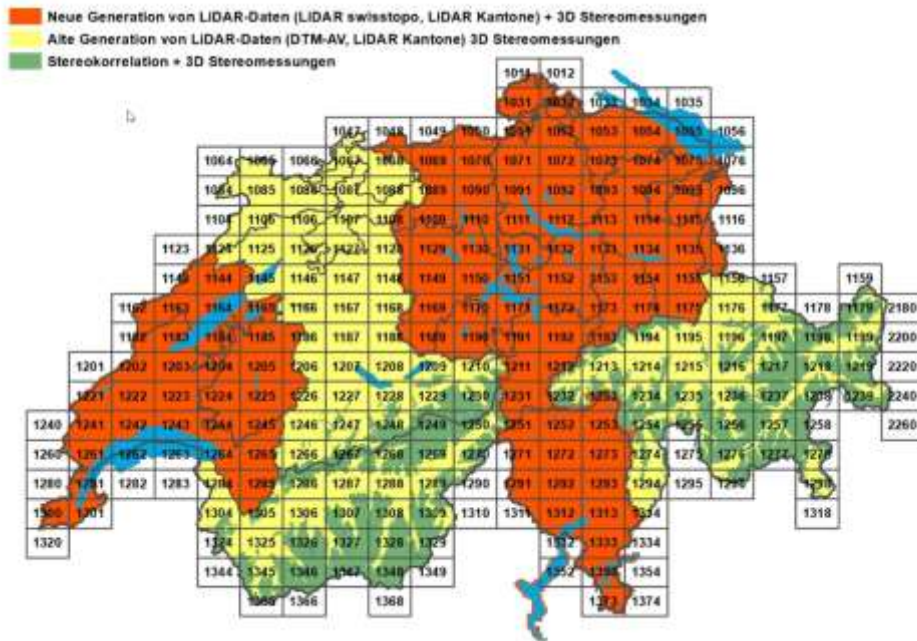 Neue Generation von LiDAR-Daten (LiDAR swisstopo, LiDAR Kantone) + 3D Stereomessungen
Alte Generation von LiDAR-Daten (DTM-AV, LiDAR Kantone) 3D Stereomessungen
Stereokorrelation + 3D Stereomessungen
1011 1012
1031 1032 1033 1034 1035
1047 1048 1049 1050 1051 1052 1053 1054 1055 1056
1064 1065 1066 1067 1068 1069 1070 1071 1072 1073 1074 1075 1076
1084 1085 1086 1087 1088 1089 1090 1091 1092 1093 1094 1095 1096
1104 1105 1106 1107 1108 1109 1110 1111 1112 1113 1114 1115 1116
1123 1124 1125 1126 1127 1128 1129 1130 1131 1132 1133 1134 1135 1136
1143 1144 1145 1146 1147 1148 1149 1150 1151 1152 1153 1154 1155 1156 1157 1159
1162 1163 1164 1165 1166 1167 1168 1169 1170 1171 1172 1173 1174 1175 1176 1177 1178 1179 2180
1182 1183 1184 1185 1186 1187 1188 1189 1190 1191 1192 1193 1194 1195 1196 1197 1198 1199 2200
1201 1202 1203 1204 1205 1206 1207 1208 1209 1210 1211 1212 1213 1214 1215 1216 1217 1218 1219 2220
1221 1222 1223 1224 1225 1226 1227 1228 1229 1230 1231 1232 1233 1234 1235 1236 1237 1238 1239 2240
1240 1241 1242 1243 1244 1245 1246 1247 1248 1249 1250 1251 1252 1253 1254 1255 1256 1257 1258 2260
1260 1261 1262 1263 1264 1265 1266 1267 1268 1269 1270 1271 1272 1273 1274 1275 1276 1277 1278
1280 1281 1282 1283 1284 1285 1286 1287 1288 1289 1290 1291 1292 1293 1294 1295 1296 1298
1300 1301 1304 1305 1306 1307 1308 1309 1310 1311 1312 1313 1314 1318
1320 1324 1325 1326 1327 1328 1329 1332 1333 1334
1344 1345 1346 1347 1348 1349 1352 1353 1354
1365 1366 1368 1373 1374